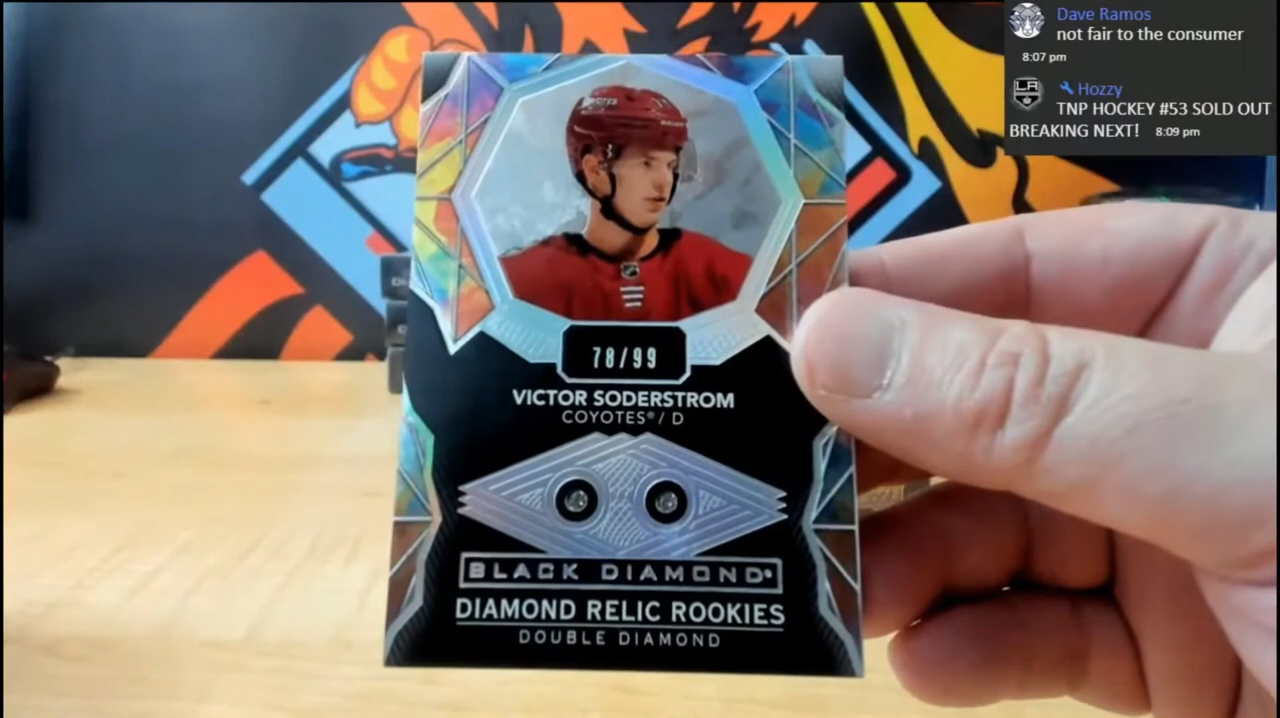 Dave Ramos
not fair to the consumer
8:07 pm
LA
Hozzy
TNP HOCKEY #53 SOLD OUT
BREAKING NEXT! 8:09 pm
78/99
VICTOR SODERSTROM
COYOTES® / D
BLACK DIAMOND®
DIAMOND RELIC ROOKIES
DOUBLE DIAMOND